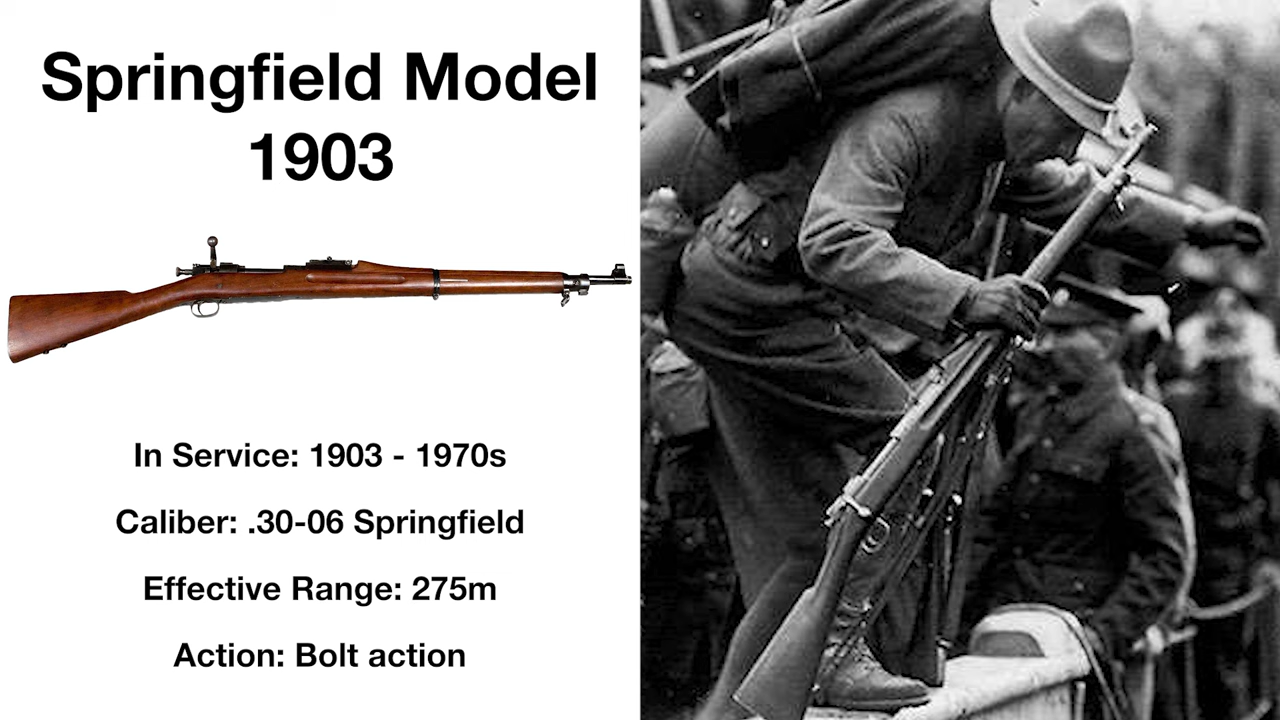 Springfield Model
1903
In Service: 1903 - 1970s
Caliber: .30-06 Springfield
Effective Range: 275m
Action: Bolt action